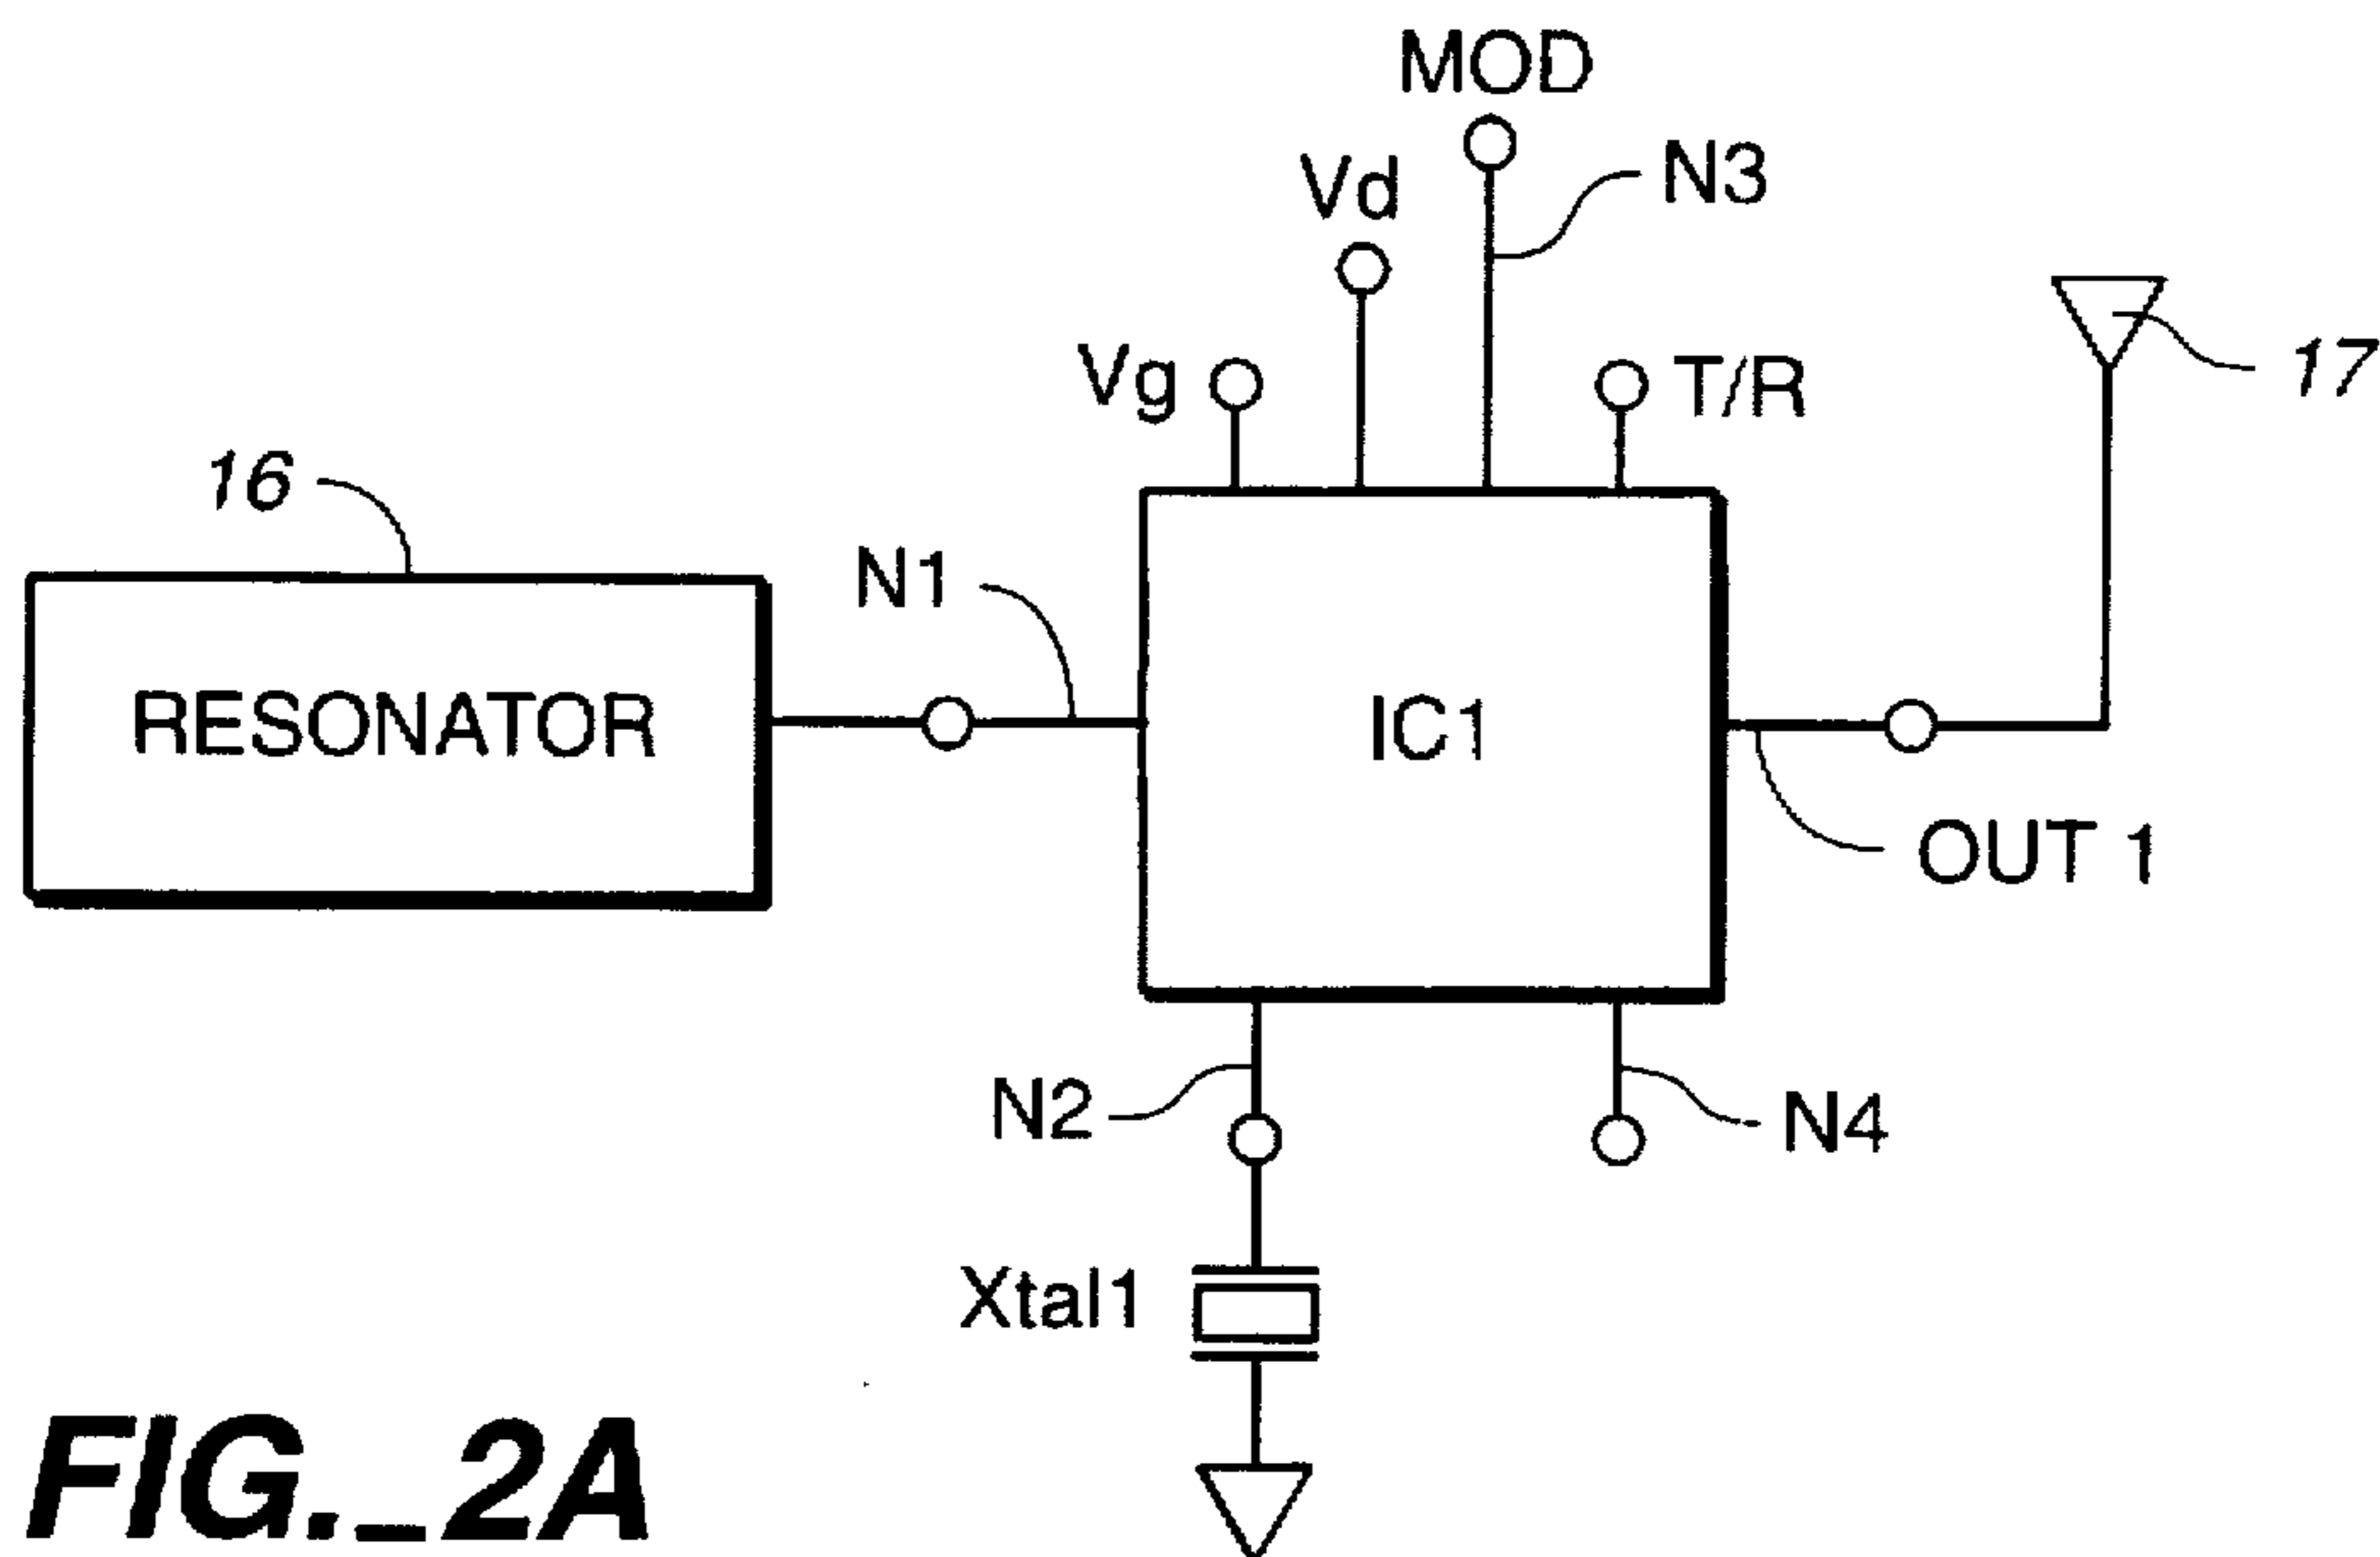 MOD
N3
Vd
Vg
T/R
17
16
N1
RESONATOR
IC1
OUT 1
N2
N4
Xtal1
FIG._2A